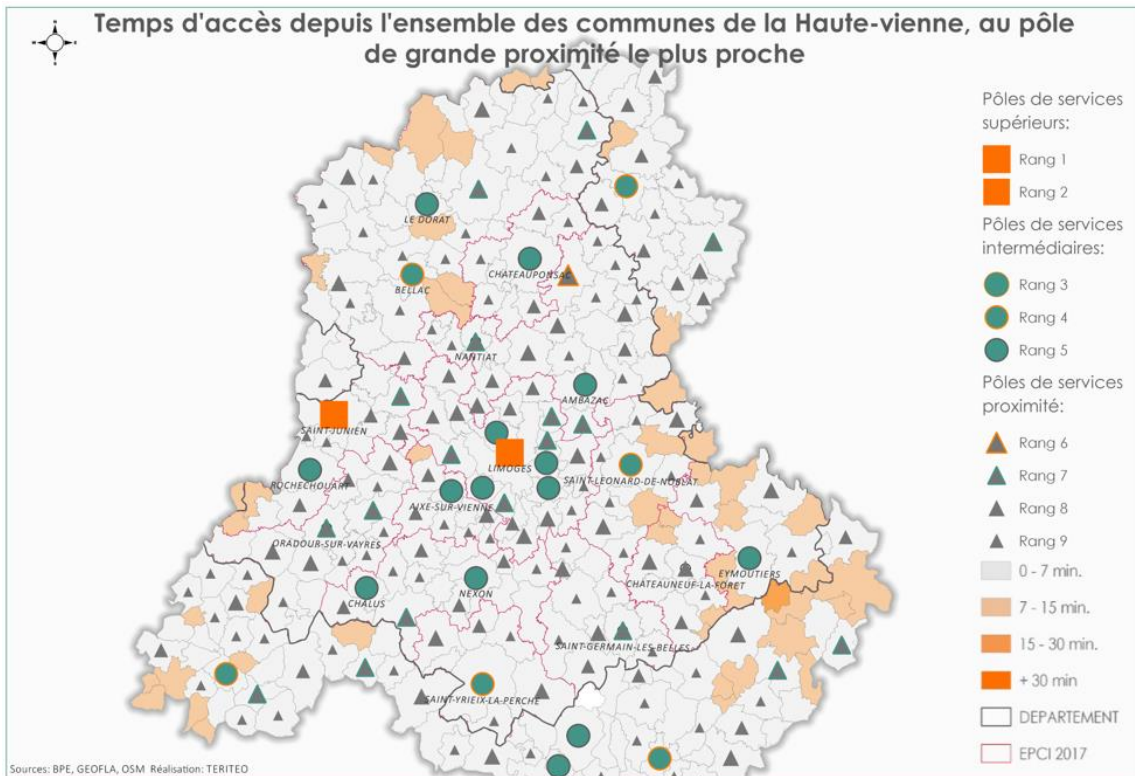 Temps d'accès depuis l'ensemble des communes de la Haute-vienne, au pôle
de grande proximité le plus proche
Pôles de services
supérieurs:
Rang 1
Rang 2
Pôles de services
intermédiaires:
Rang 3
Rang 4
Rang 5
Pôles de services
proximité:
Rang 6
Rang 7
Rang 8
Rang 9
0 - 7 min.
7 - 15 min.
15 - 30 min.
+ 30 min
DEPARTEMENT
EPCI 2017
LE DORAT
CHATEAUPONSAC
BELLAC
NANTIAT
AMBAZAC
SAINT-JUNIEN
LIMOGES
ROCHECHOUART
SAINT-LEONARD-DE-NOBLAT
AIXE-SUR-VIENNE
ORADOUR-SUR-VAYRES
EYMOUTIERS
CHATEAUNEUF-LA-FORET
CHALUS
NEXON
SAINT-GERMAIN-LES-BELLES
SAINT-YRIEIX-LA-PERCHE
Sources: BPE, GEOFLA, OSM Réalisation: TERITEO